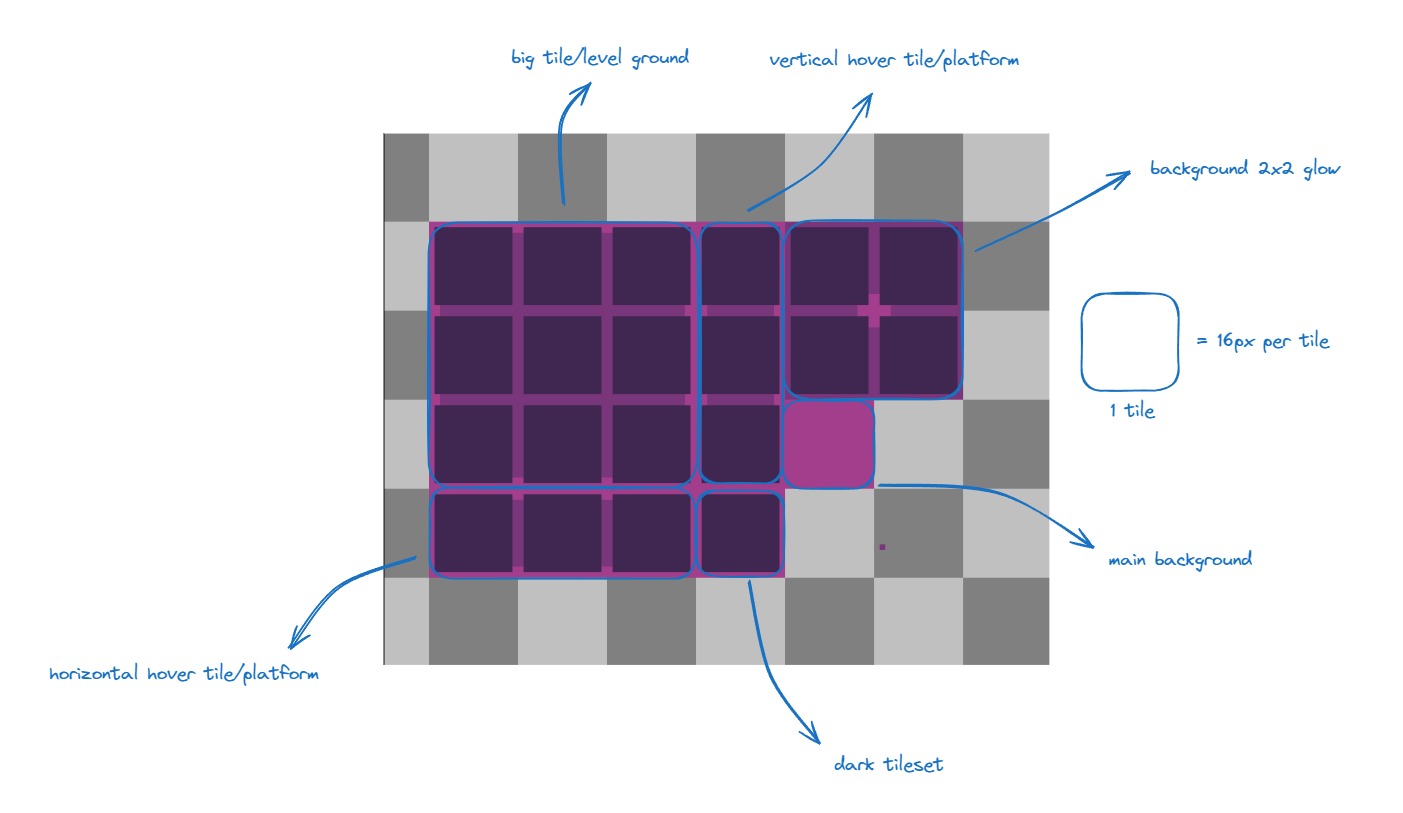 big tile/level ground
vertical hover tile/platform
background 2x2 glow
= 16px per tile
1 tile
main background
horizontal hover tile/platform
dark tileset